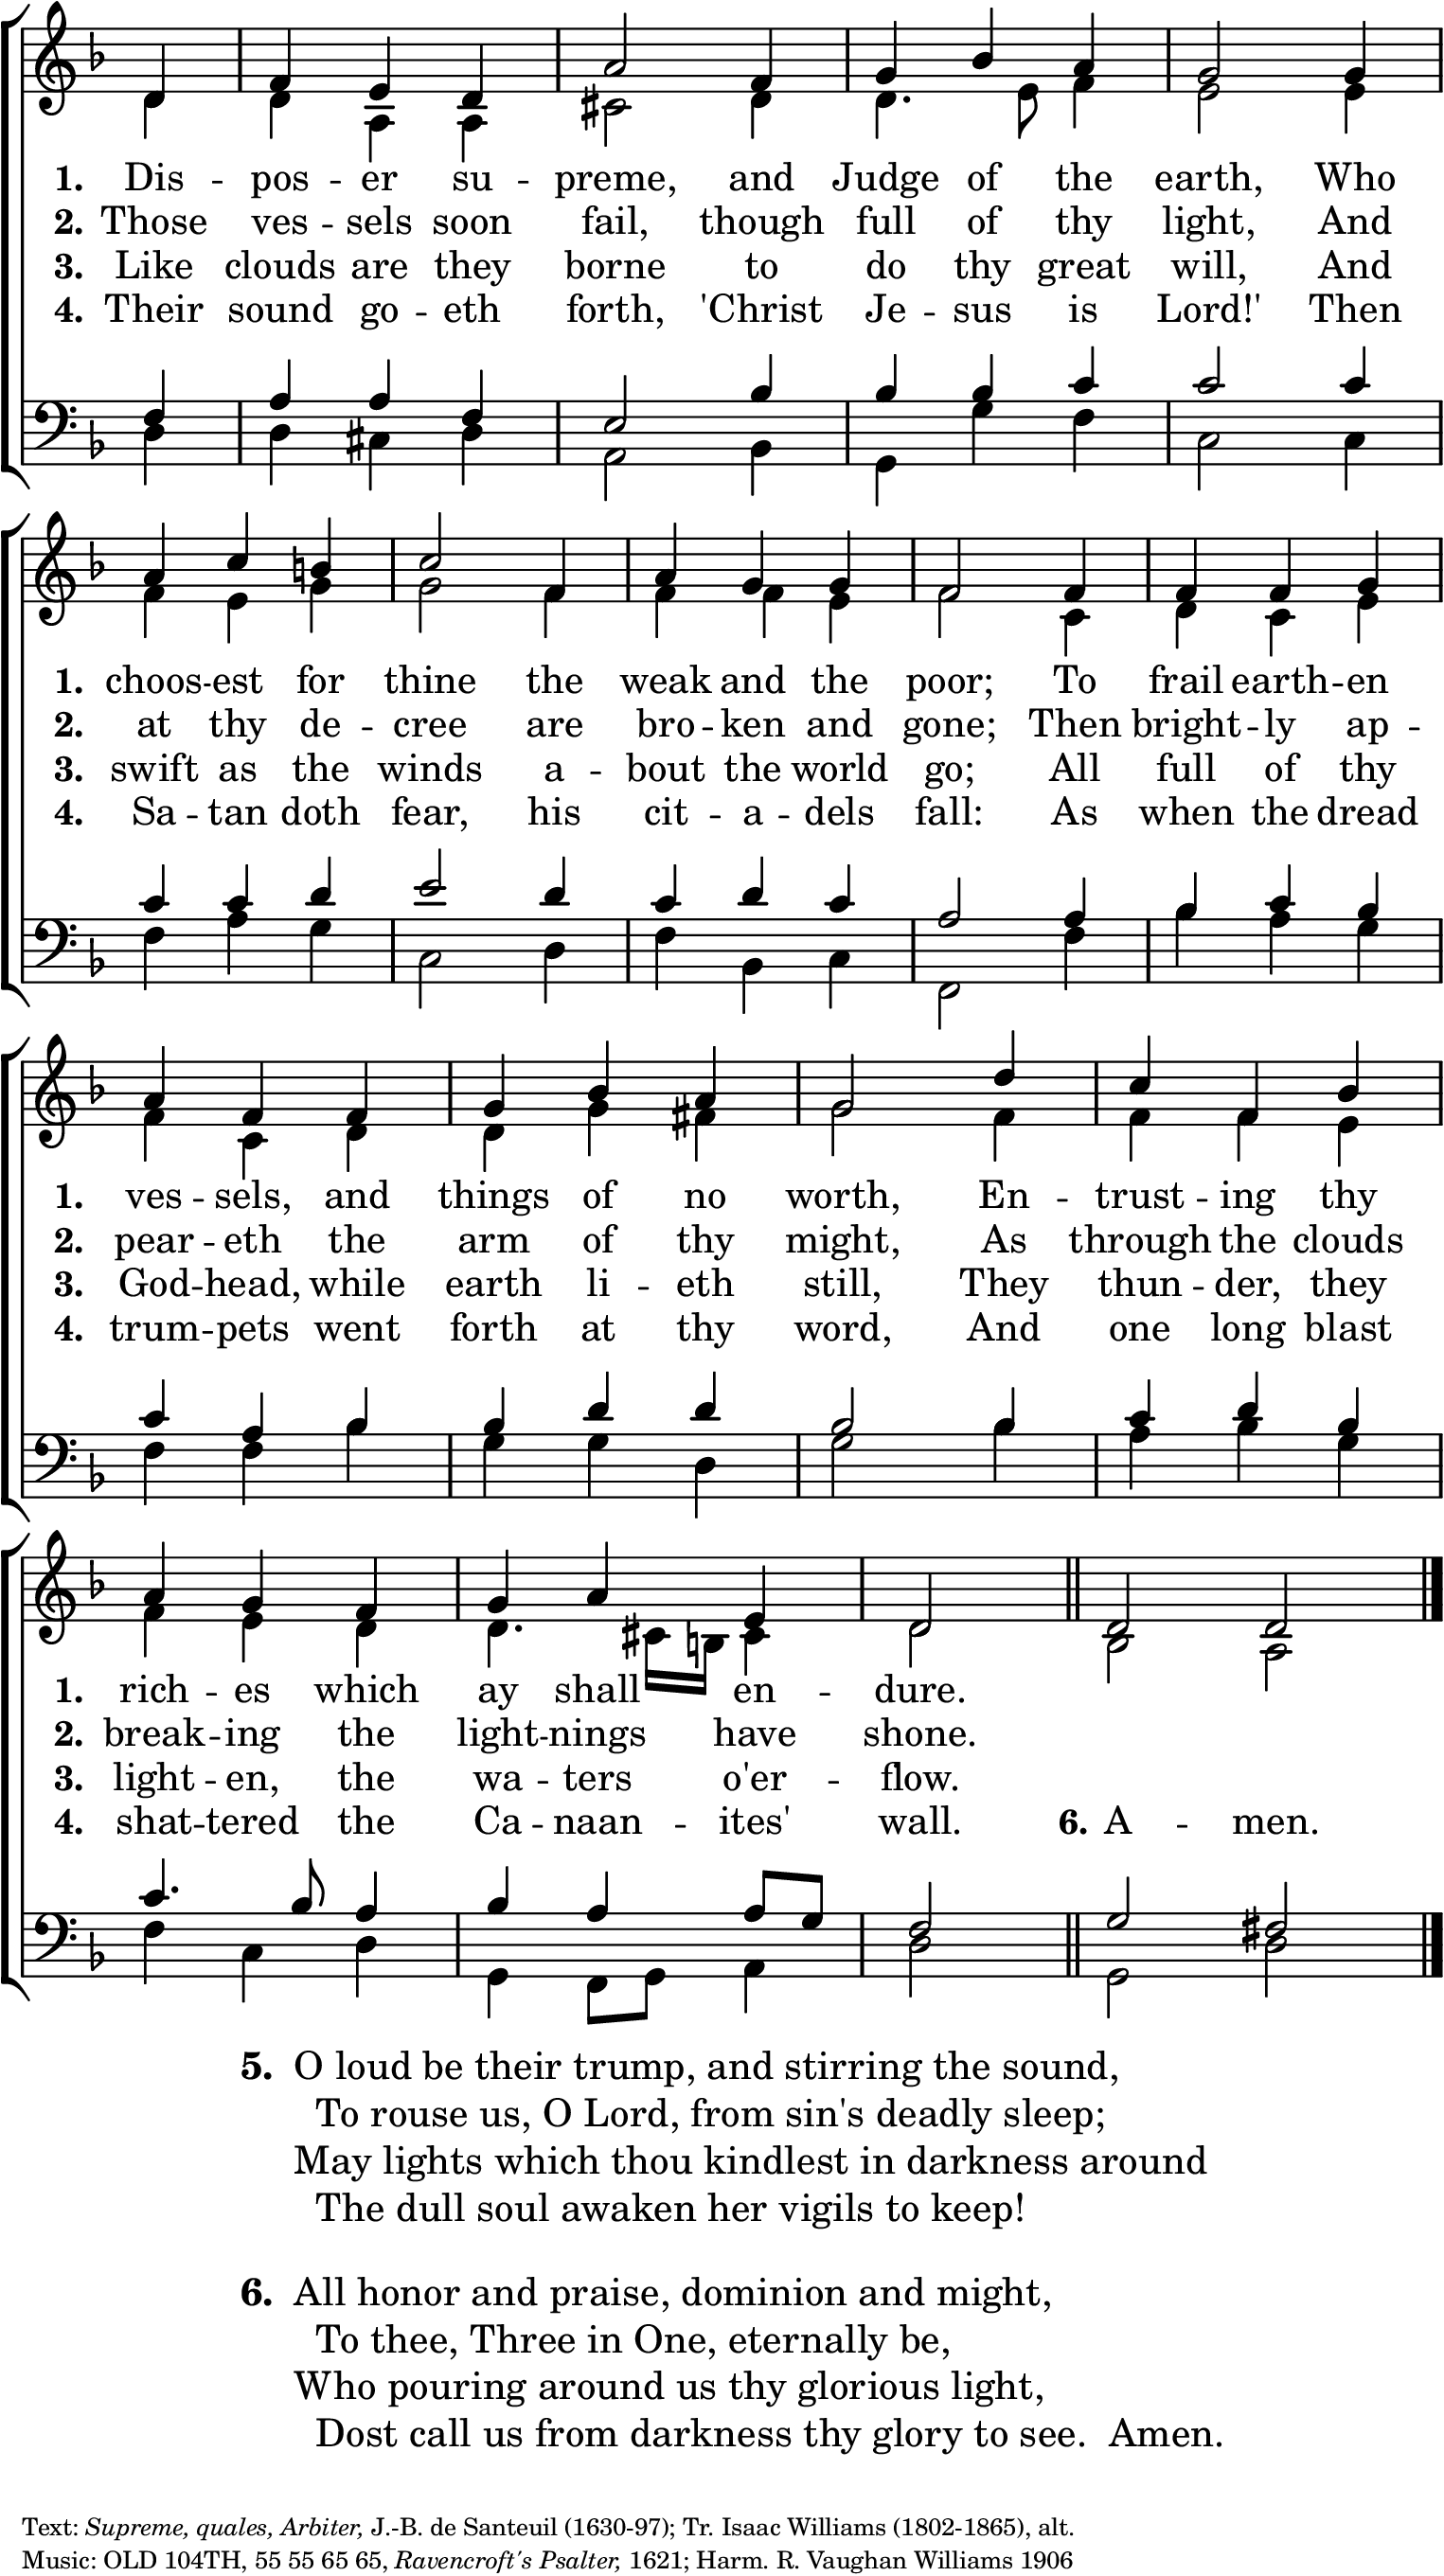 1. Dis - pos - er su - preme, and Judge of the earth, Who
2. Those ves - sels soon fail, though full of thy light, And
3. Like clouds are they borne to do thy great will, And
4. Their sound go - eth forth, 'Christ Je - sus is Lord!' Then
1. choos - est for thine the weak and the poor; To frail earth - en
2. at thy de - cree are bro - ken and gone; Then bright - ly ap -
3. swift as the winds a - bout the world go; All full of thy
4. Sa - tan doth fear, his cit - a - dels fall: As when the dread
1. ves - sels, and things of no worth, En - trust - ing thy
2. pear - eth the arm of thy might, As through the clouds
3. God - head, while earth li - eth still, They thun - der, they
4. trum - pets went forth at thy word, And one long blast
1. rich - es which ay shall en - dure.
2. break - ing the light - nings have shone.
3. light - en, the wa - ters o'er - flow.
4. shat - tered the Ca - naan - ites' wall. 6. A - men.
5. O loud be their trump, and stirring the sound,
To rouse us, O Lord, from sin's deadly sleep;
May lights which thou kindlest in darkness around
The dull soul awaken her vigils to keep!
6. All honor and praise, dominion and might,
To thee, Three in One, eternally be,
Who pouring around us thy glorious light,
Dost call us from darkness thy glory to see. Amen.
Text: Supreme, quales, Arbiter, J.-B. de Santeuil (1630-97); Tr. Isaac Williams (1802-1865), alt.
Music: OLD 104TH, 55 55 65 65, Ravencroft's Psalter, 1621; Harm. R. Vaughan Williams 1906